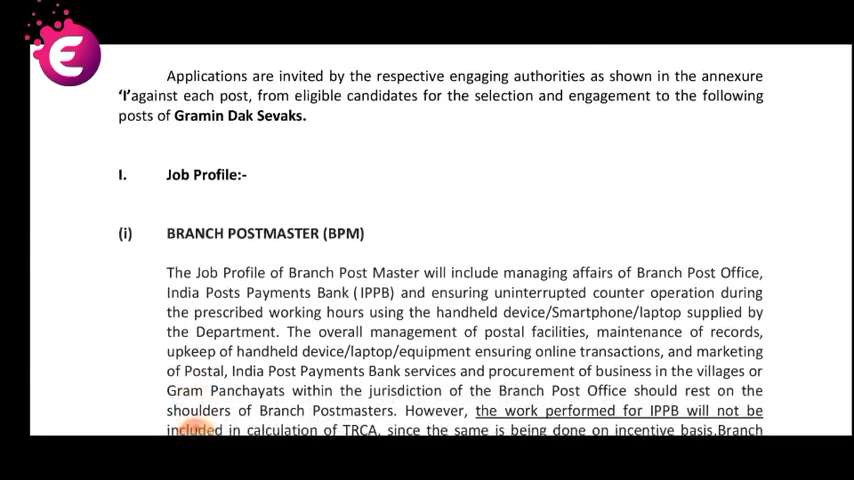 Applications are invited by the respective engaging authorities as shown in the annexure
‘I’against each post, from eligible candidates for the selection and engagement to the following
posts of Gramin Dak Sevaks.
I. Job Profile:-
(i) BRANCH POSTMASTER (BPM)
The Job Profile of Branch Post Master will include managing affairs of Branch Post Office,
India Posts Payments Bank (IPPB) and ensuring uninterrupted counter operation during
the prescribed working hours using the handheld device/Smartphone/laptop supplied by
the Department. The overall management of postal facilities, maintenance of records,
upkeep of handheld device/laptop/equipment ensuring online transactions, and marketing
of Postal, India Post Payments Bank services and procurement of business in the villages or
Gram Panchayats within the jurisdiction of the Branch Post Office should rest on the
shoulders of Branch Postmasters. However, the work performed for IPPB will not be
included in calculation of TRCA, since the same is being done on incentive basis.Branch